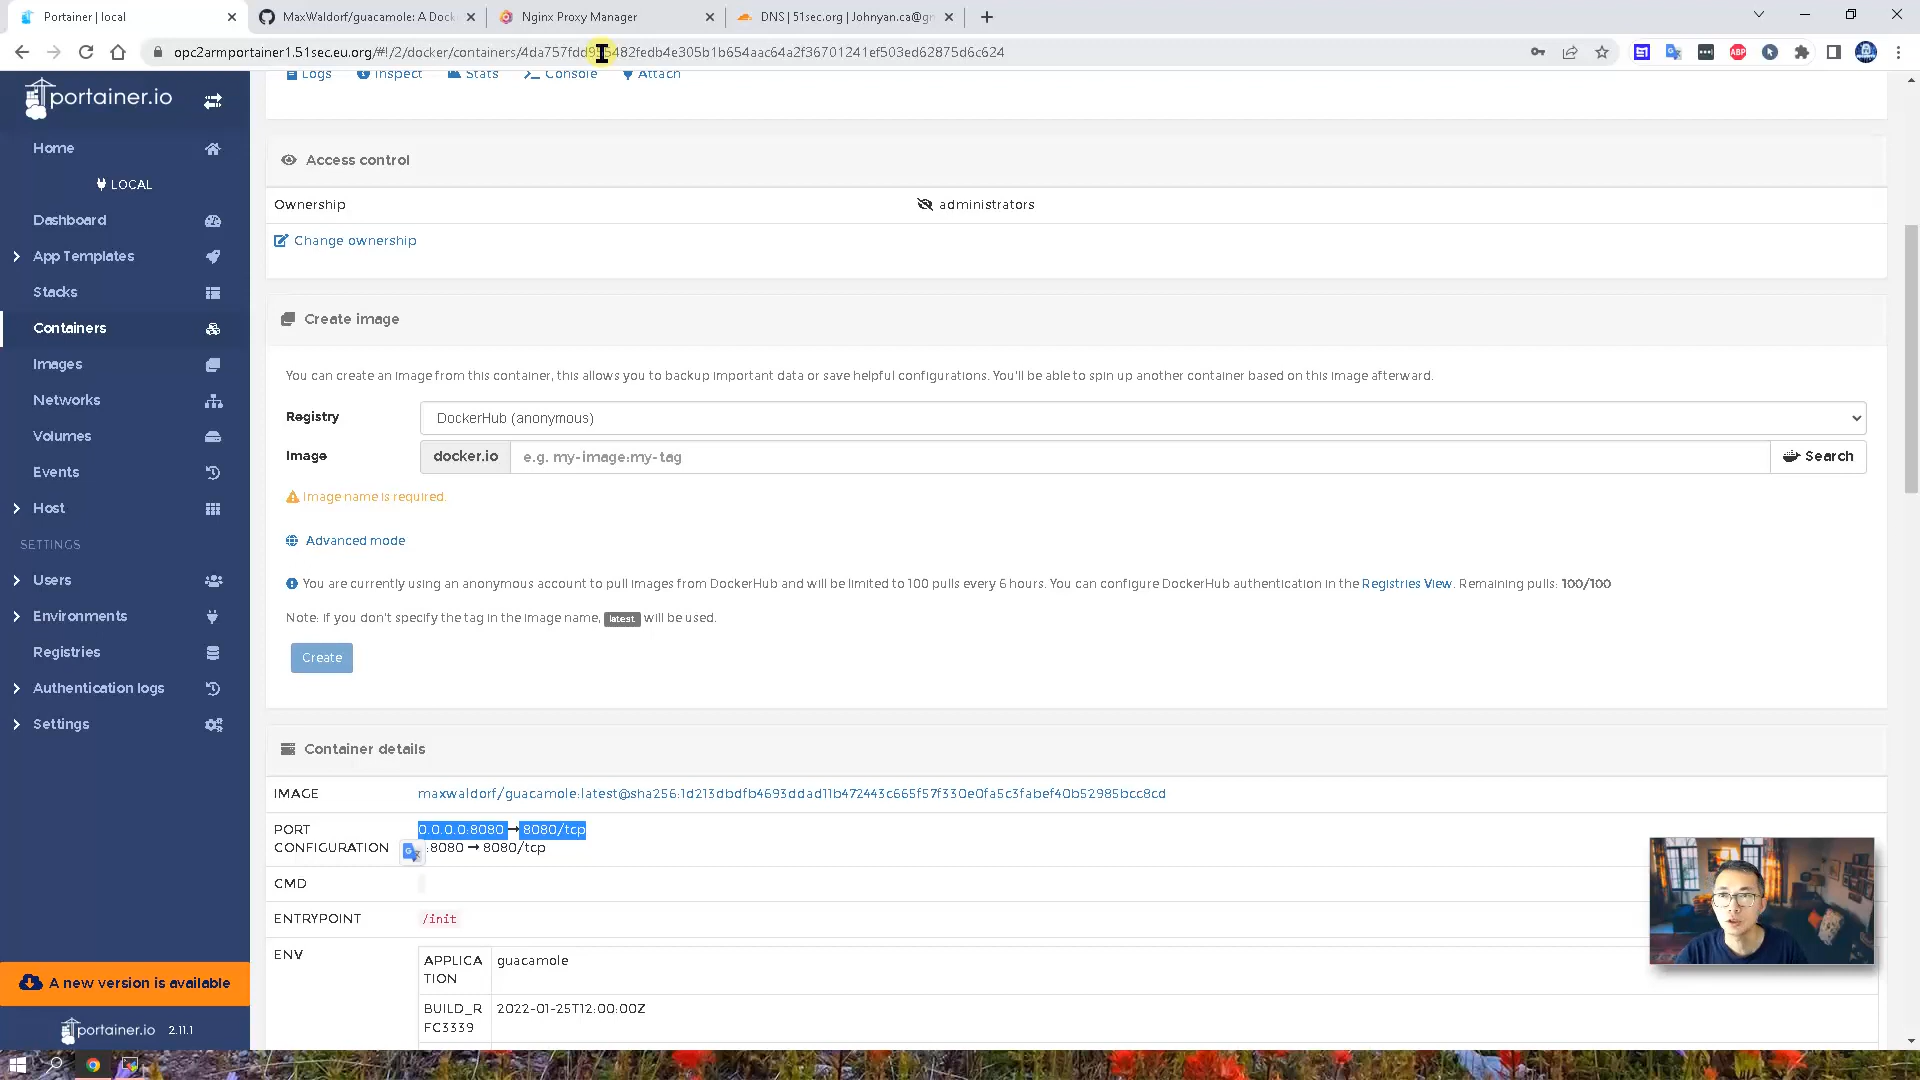 Portainer | local
MaxWaldorf/guacamole: A Dock
Nginx Proxy Manager
DNS | 51sec.org | Johnyan.ca@gr
opc2armportainer1.51sec.eu.org/#!/2/docker/containers/4da757fdd935482fedb4e305b1b654aac64a2f36701241ef503ed62875d6c624
portainer.io
Home
LOCAL
Dashboard
App Templates
Stacks
Containers
Images
Networks
Volumes
Events
Host
SETTINGS
Users
Environments
Registries
Authentication logs
Settings
A new version is available
portainer.io 2.11.1
Logs Inspect Stats Console Attach
Access control
Ownership administrators
Change ownership
Create image
You can create an image from this container, this allows you to backup important data or save helpful configurations. You'll be able to spin up another container based on this image afterward.
Registry DockerHub (anonymous)
Image docker.io e.g. my-image:my-tag Search
Image name is required.
Advanced mode
You are currently using an anonymous account to pull images from DockerHub and will be limited to 100 pulls every 6 hours. You can configure DockerHub authentication in the Registries View. Remaining pulls: 100/100
Note: if you don't specify the tag in the image name, latest will be used.
Create
Container details
IMAGE maxwaldorf/guacamole:latest@sha256:1d213dbdfb4693ddad11b472443c665f57f330e0fa5c3fabef40b52985bcc8cd
PORT 0.0.0.0:8080 → 8080/tcp
CONFIGURATION :8080 → 8080/tcp
CMD
ENTRYPOINT /init
ENV
APPLICA guacamole
TION
BUILD_R 2022-01-25T12:00:00Z
FC3339